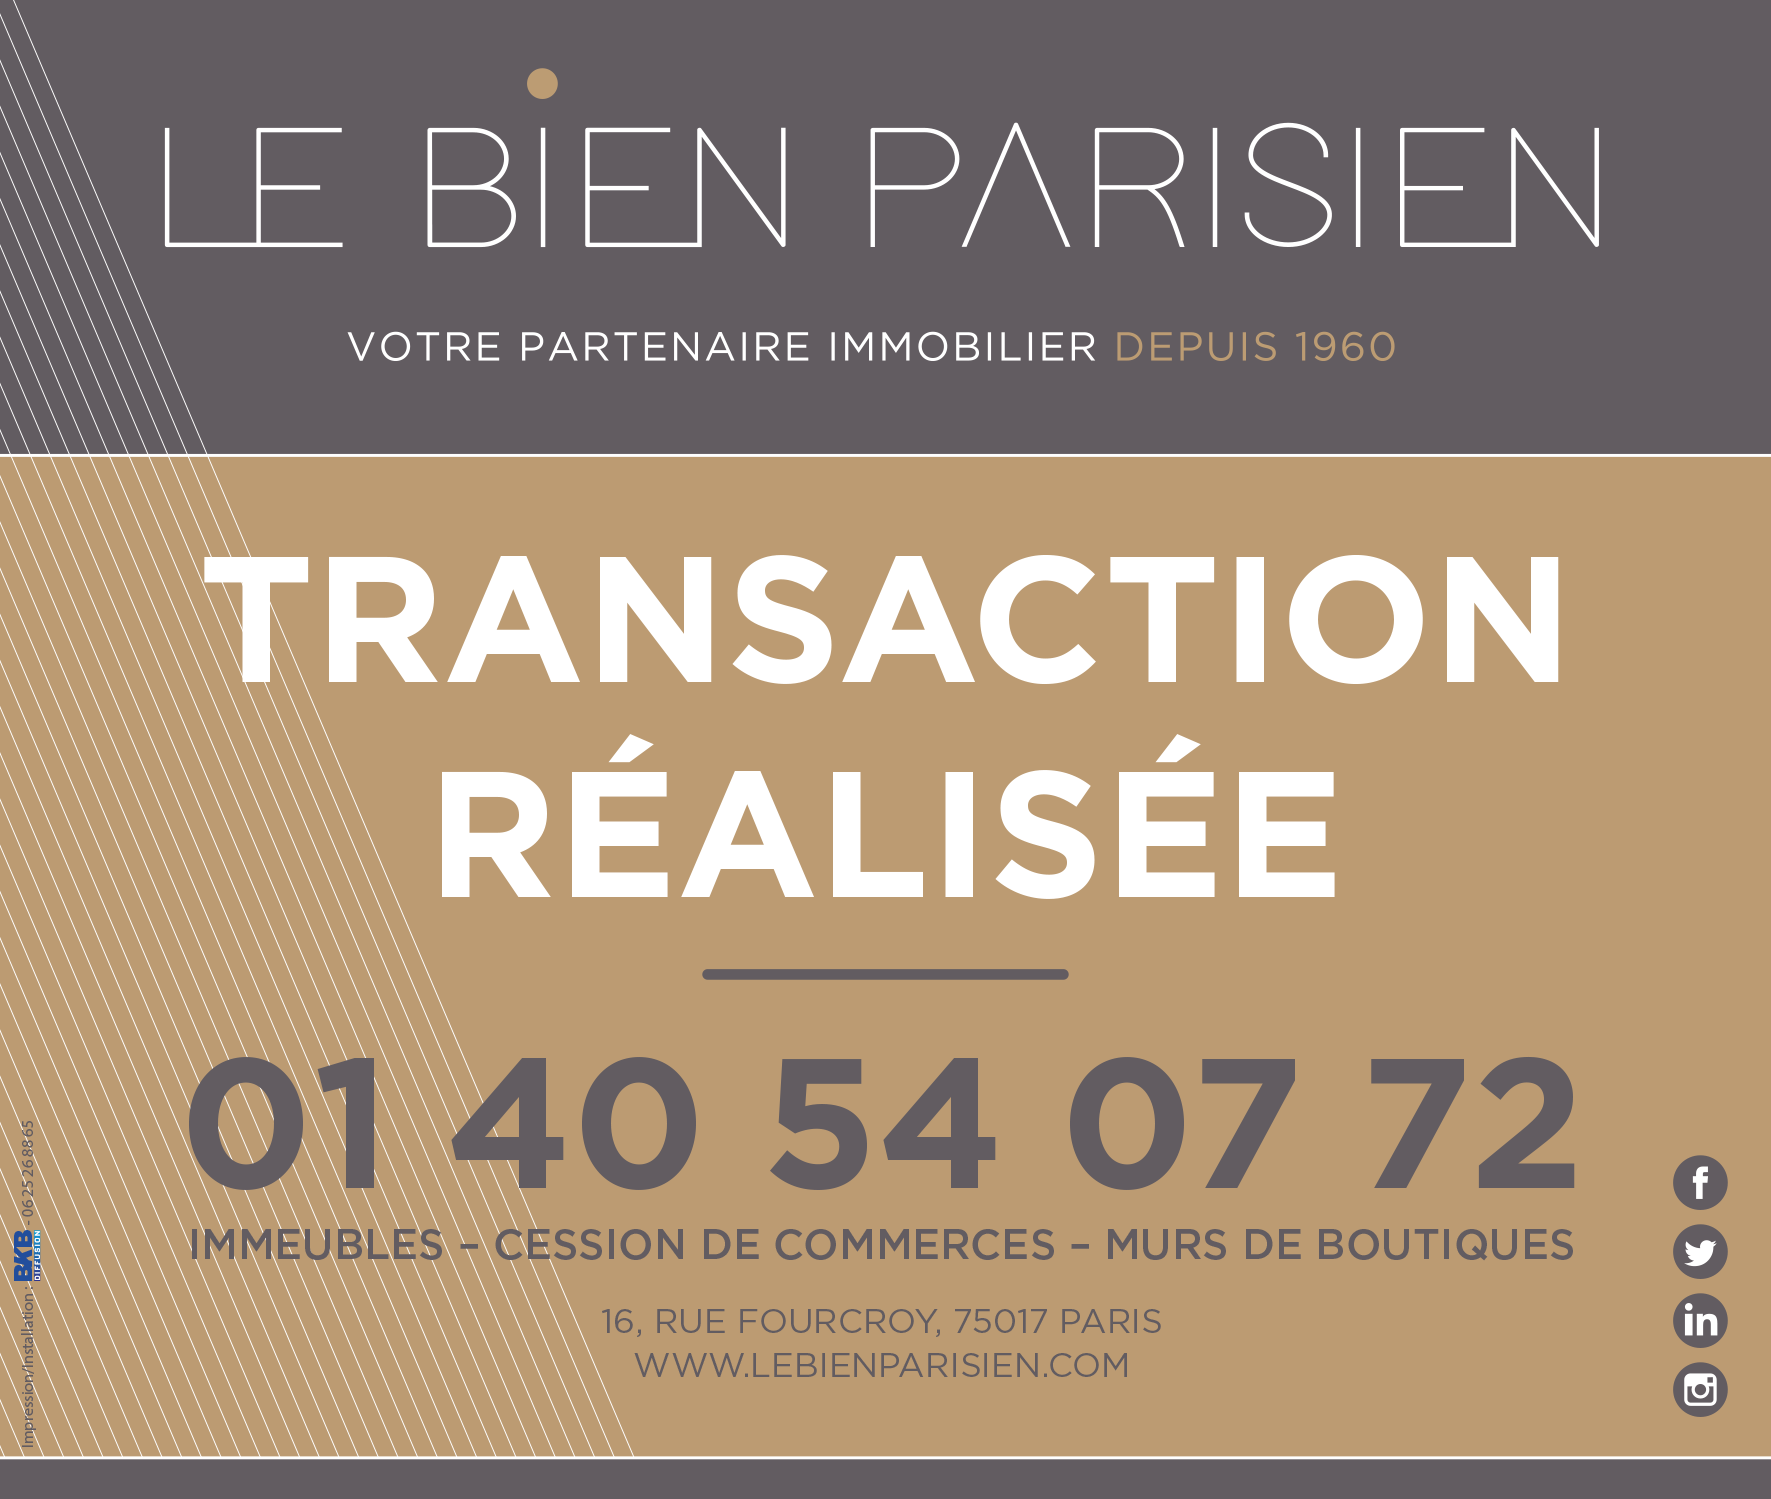 LE BIEN PARISIEN
VOTRE PARTENAIRE IMMOBILIER DEPUIS 1960
TRANSACTION
RÉALISÉE
01 40 54 07 72
IMMEUBLES – CESSION DE COMMERCES – MURS DE BOUTIQUES
16, RUE FOURCROY, 75017 PARIS
WWW.LEBIENPARISIEN.COM
Impression/Installation : BAKB DIFFUSION - 06 25 26 88 65